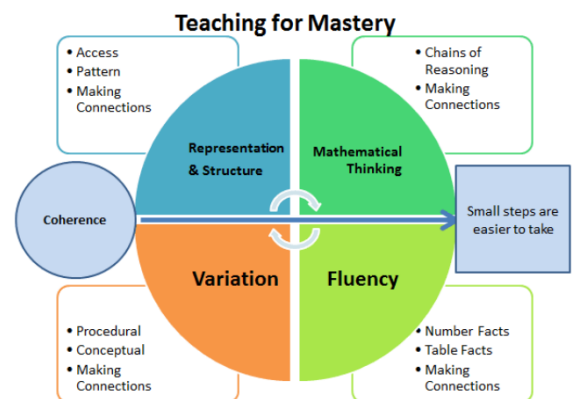 Teaching for Mastery
• Access
• Pattern
• Making
Connections
• Chains of
Reasoning
• Making
Connections
Representation
& Structure
Mathematical
Thinking
Coherence
Small steps are
easier to take
Variation
Fluency
• Procedural
• Conceptual
• Making
Connections
• Number Facts
• Table Facts
• Making
Connections